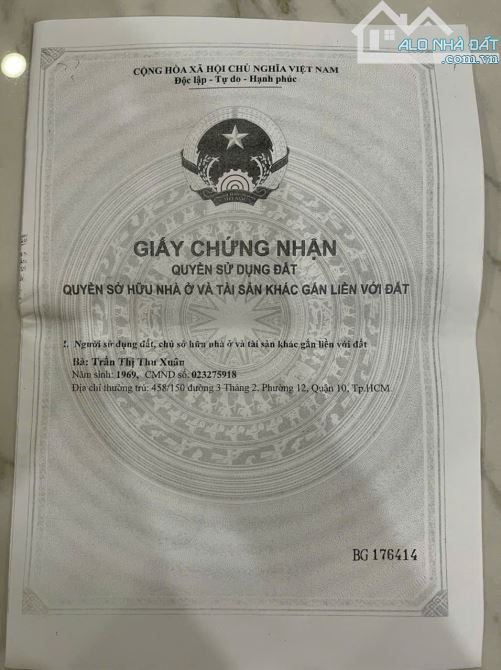 ALO NHÀ ĐẤT
.com.vn
CỘNG HÒA XÃ HỘI CHỦ NGHĨA VIỆT NAM
Độc lập - Tự do - Hạnh phúc
GIẤY CHỨNG NHẬN
QUYỀN SỬ DỤNG ĐẤT
QUYỀN SỞ HỮU NHÀ Ở VÀ TÀI SẢN KHÁC GẮN LIỀN VỚI ĐẤT
I. Người sử dụng đất, chủ sở hữu nhà ở và tài sản khác gắn liền với đất
Bà: Trần Thị Thu Xuân
Năm sinh: 1969, CMND số: 023275918
Địa chỉ thường trú: 458/150 đường 3 Tháng 2, Phường 12, Quận 10, Tp.HCM
BG 176414